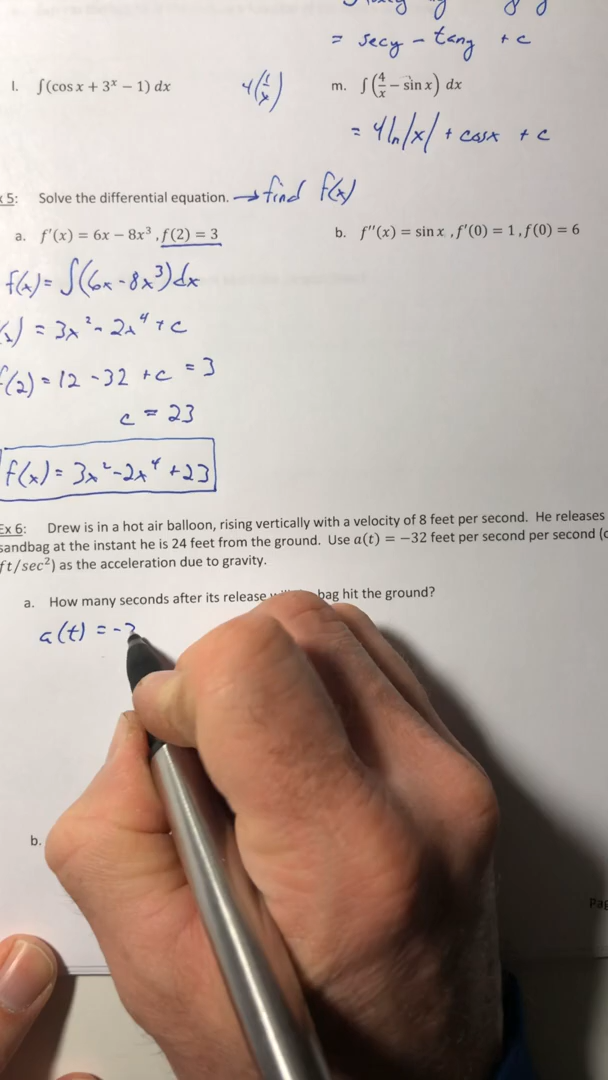 = secy - tany + c
l. ∫(cos x + 3ˣ − 1) dx
4(1/x)
m. ∫(4/x − sin x) dx
= 4ln|x| + cosx + c
5: Solve the differential equation. → find f(x)
a. f′(x) = 6x − 8x³ , f(2) = 3
b. f″(x) = sin x , f′(0) = 1 , f(0) = 6
f(x) = ∫(6x - 8x³)dx
) = 3x² - 2x⁴ + c
f(2) = 12 - 32 + c = 3
c = 23
f(x) = 3x² - 2x⁴ + 23
Ex 6: Drew is in a hot air balloon, rising vertically with a velocity of 8 feet per second. He releases
sandbag at the instant he is 24 feet from the ground. Use a(t) = −32 feet per second per second (
ft/sec²) as the acceleration due to gravity.
a. How many seconds after its release bag hit the ground?
a(t) = -3
b.